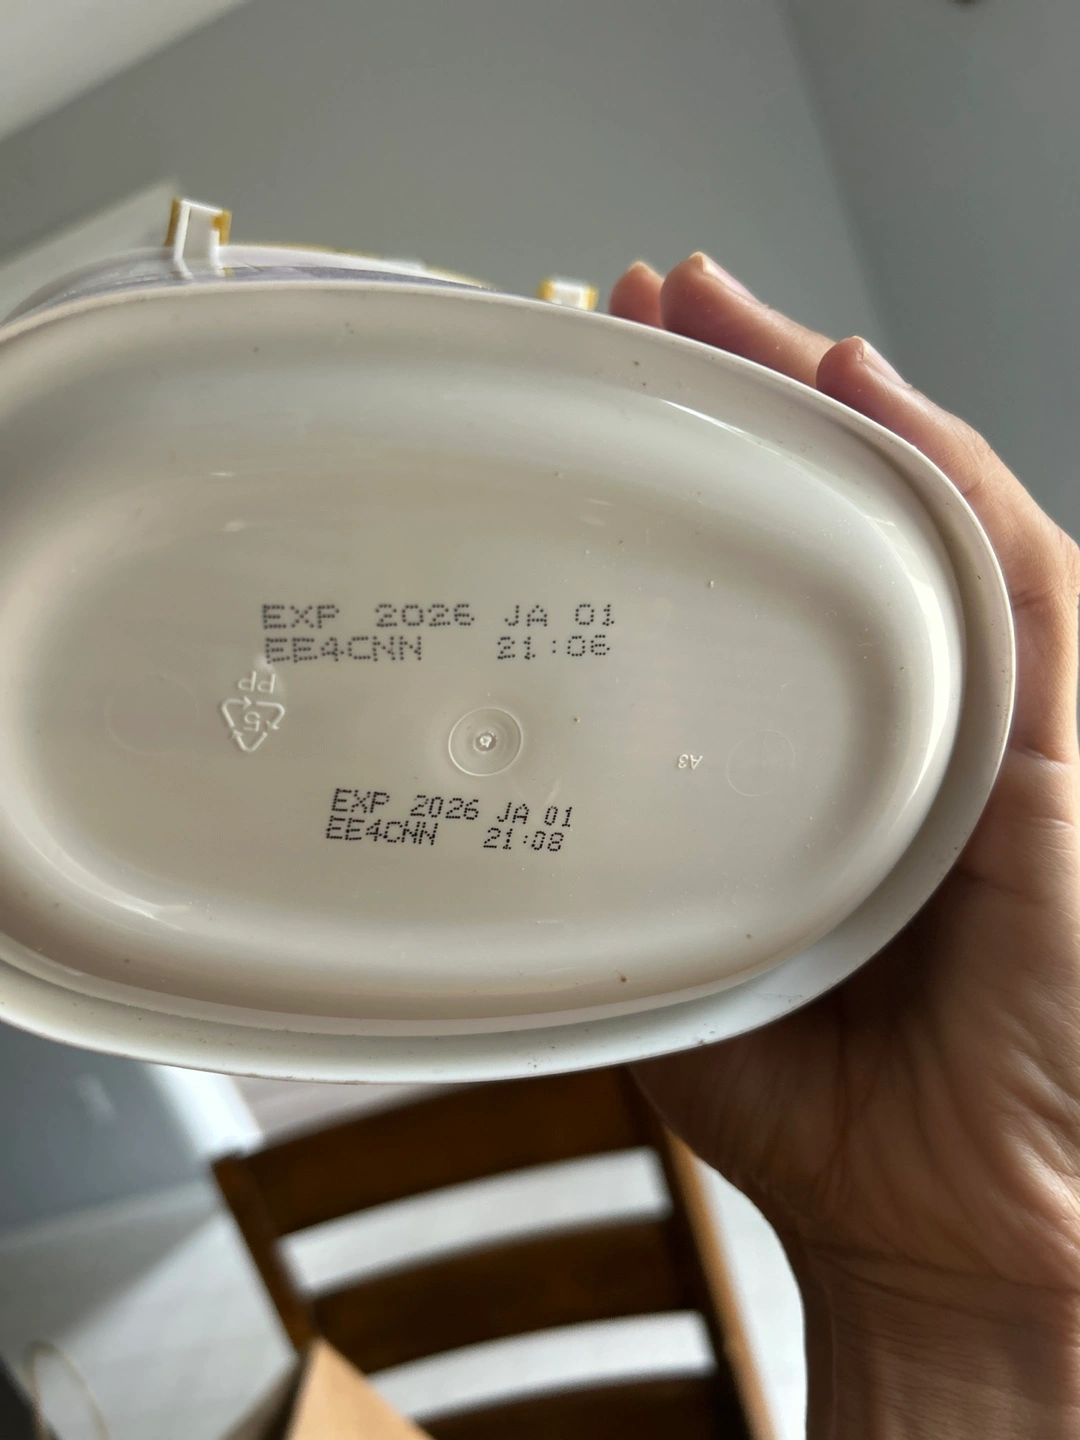 EXP 2026 JA 01
EE4CNN 21:06
PP
5
A3
EXP 2026 JA 01
EE4CNN 21:08